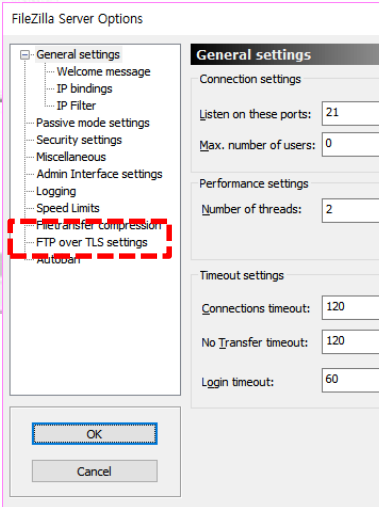 FileZilla Server Options
General settings
Welcome message
IP bindings
IP Filter
Passive mode settings
Security settings
Miscellaneous
Admin Interface settings
Logging
Speed Limits
Filetransfer compression
FTP over TLS settings
Autoban
OK
Cancel
General settings
Connection settings
Listen on these ports: 21
Max. number of users: 0
Performance settings
Number of threads: 2
Timeout settings
Connections timeout: 120
No Transfer timeout: 120
Login timeout: 60